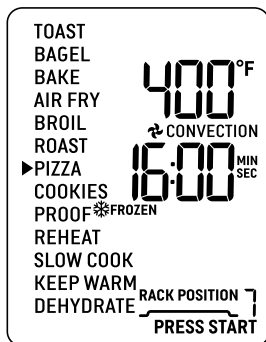 TOAST
BAGEL
BAKE
AIR FRY
BROIL
ROAST
PIZZA
COOKIES
PROOF
REHEAT
SLOW COOK
KEEP WARM
DEHYDRATE
400°F
CONVECTION
16:00 MIN SEC
FROZEN
RACK POSITION 7
PRESS START